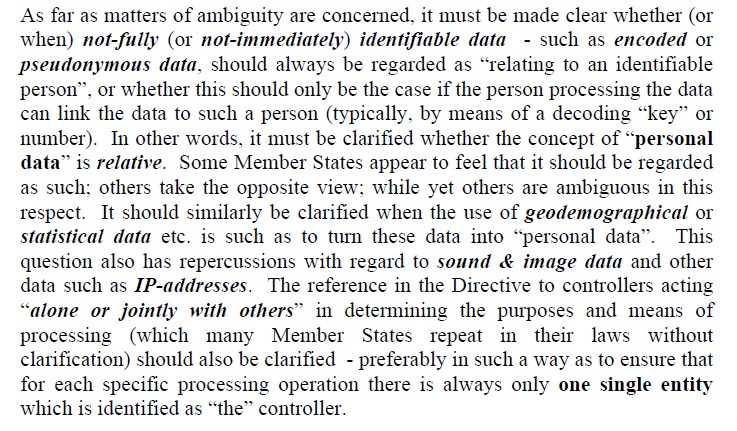 As far as matters of ambiguity are concerned, it must be made clear whether (or
when) not-fully (or not-immediately) identifiable data  - such as encoded or
pseudonymous data, should always be regarded as “relating to an identifiable
person”, or whether this should only be the case if the person processing the data
can link the data to such a person (typically, by means of a decoding “key” or
number).  In other words, it must be clarified whether the concept of “personal
data” is relative.  Some Member States appear to feel that it should be regarded
as such; others take the opposite view; while yet others are ambiguous in this
respect.  It should similarly be clarified when the use of geodemographical or
statistical data etc. is such as to turn these data into “personal data”.  This
question also has repercussions with regard to sound & image data and other
data such as IP-addresses.  The reference in the Directive to controllers acting
“alone or jointly with others” in determining the purposes and means of
processing (which many Member States repeat in their laws without
clarification) should also be clarified  - preferably in such a way as to ensure that
for each specific processing operation there is always only one single entity
which is identified as “the” controller.